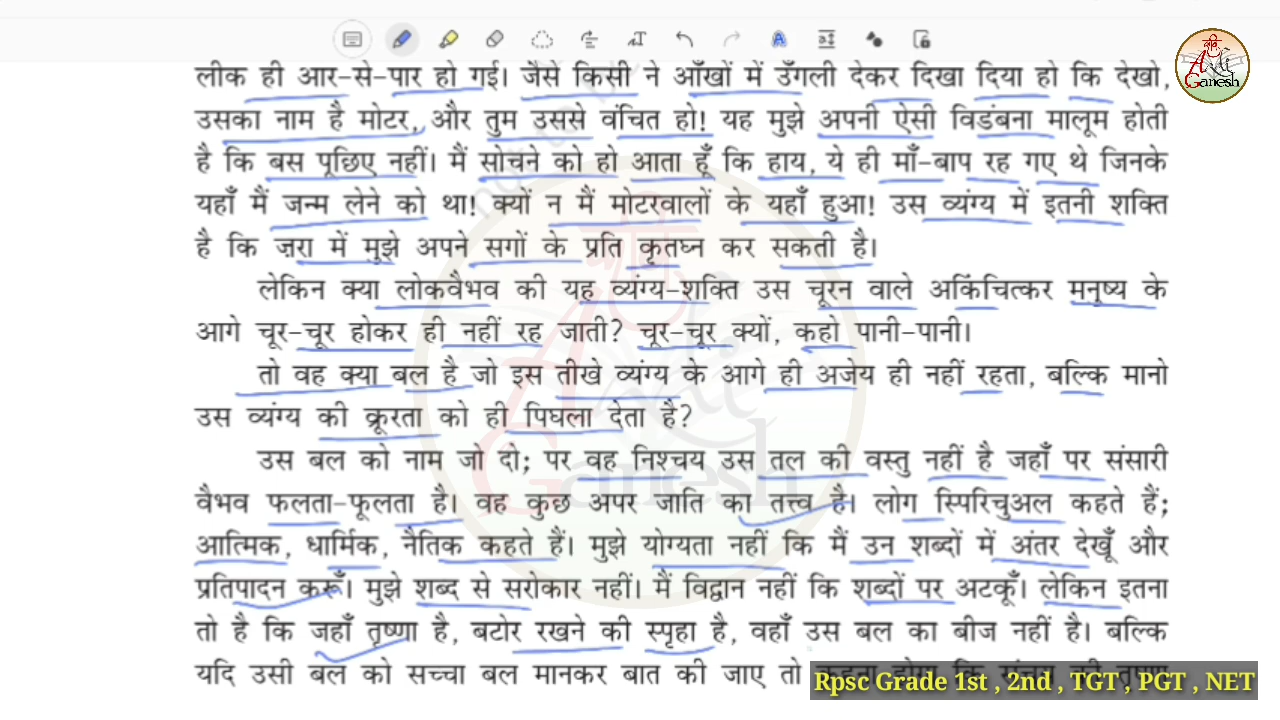 लीक ही आर-से-पार हो गई। जैसे किसी ने आँखों में उँगली देकर दिखा दिया हो कि देखो,
उसका नाम है मोटर, और तुम उससे वंचित हो! यह मुझे अपनी ऐसी विडंबना मालूम होती
है कि बस पूछिए नहीं। मैं सोचने को हो आता हूँ कि हाय, ये ही माँ-बाप रह गए थे जिनके
यहाँ मैं जन्म लेने को था! क्यों न मैं मोटरवालों के यहाँ हुआ! उस व्यंग्य में इतनी शक्ति
है कि ज़रा में मुझे अपने सगों के प्रति कृतघ्न कर सकती है।
लेकिन क्या लोकवैभव की यह व्यंग्य-शक्ति उस चूरन वाले अकिंचित्कर मनुष्य के
आगे चूर-चूर होकर ही नहीं रह जाती? चूर-चूर क्यों, कहो पानी-पानी।
तो वह क्या बल है जो इस तीखे व्यंग्य के आगे ही अजेय ही नहीं रहता, बल्कि मानो
उस व्यंग्य की क्रूरता को ही पिघला देता है?
उस बल को नाम जो दो; पर वह निश्चय उस तल की वस्तु नहीं है जहाँ पर संसारी
वैभव फलता-फूलता है। वह कुछ अपर जाति का तत्त्व है। लोग स्पिरिचुअल कहते हैं;
आत्मिक, धार्मिक, नैतिक कहते हैं। मुझे योग्यता नहीं कि मैं उन शब्दों में अंतर देखूँ और
प्रतिपादन करूँ। मुझे शब्द से सरोकार नहीं। मैं विद्वान नहीं कि शब्दों पर अटकूँ। लेकिन इतना
तो है कि जहाँ तृष्णा है, बटोर रखने की स्पृहा है, वहाँ उस बल का बीज नहीं है। बल्कि
यदि उसी बल को सच्चा बल मानकर बात की जाए तो
Rpsc Grade 1st , 2nd , TGT , PGT , NET
Ganesh